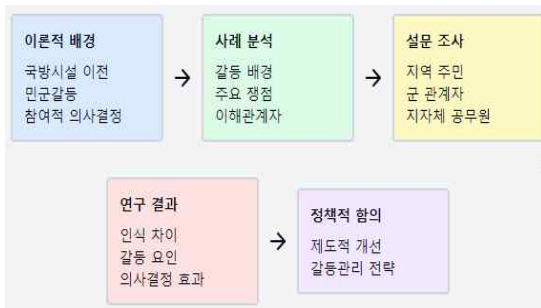 이론적 배경
국방시설 이전
민군갈등
참여적 의사결정
사례 분석
갈등 배경
주요 쟁점
이해관계자
설문 조사
지역 주민
군 관계자
지자체 공무원
연구 결과
인식 차이
갈등 요인
의사결정 효과
정책적 함의
제도적 개선
갈등관리 전략